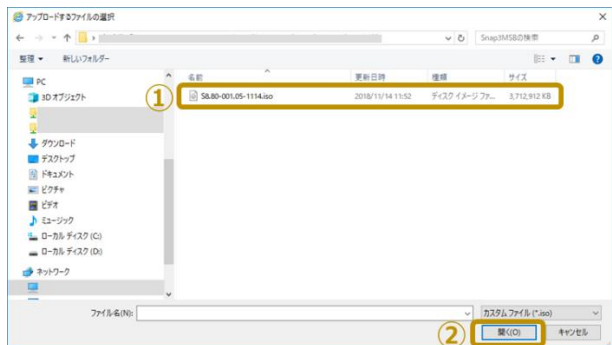 アップロードするファイルの選択
Snap3MSBの検索
整理 新しいフォルダー
名前 更新日時 種類 サイズ
PC
3D オブジェクト
① S8.80-001.05-1114.iso 2018/11/14 11:52 ディスク イメージ ファ... 3,712,912 KB
ダウンロード
デスクトップ
ドキュメント
ピクチャ
ビデオ
ミュージック
ローカル ディスク (C:)
ローカル ディスク (D:)
ネットワーク
ファイル名(N): カスタム ファイル (*.iso)
② 開く(O) キャンセル